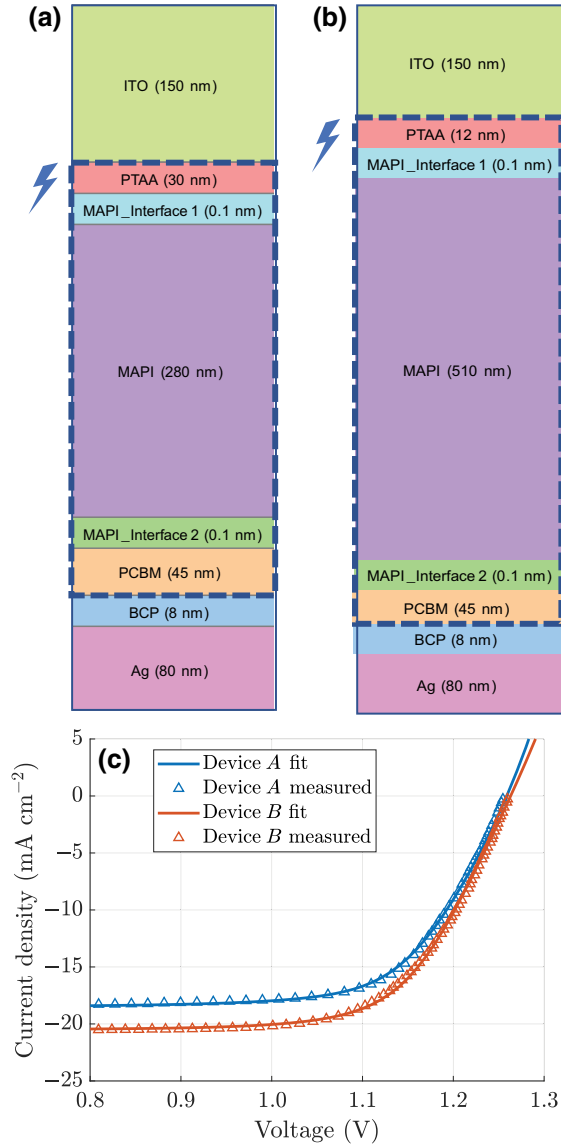 (a)
ITO (150 nm)
PTAA (30 nm)
MAPI_Interface 1 (0.1 nm)
MAPI (280 nm)
MAPI_Interface 2 (0.1 nm)
PCBM (45 nm)
BCP (8 nm)
Ag (80 nm)
(b)
ITO (150 nm)
PTAA (12 nm)
MAPI_Interface 1 (0.1 nm)
MAPI (510 nm)
MAPI_Interface 2 (0.1 nm)
PCBM (45 nm)
BCP (8 nm)
Ag (80 nm)
(c)
Device A fit
Device A measured
Device B fit
Device B measured
Current density (mA cm−2)
5
0
−5
−10
−15
−20
−25
0.8 0.9 1.0 1.1 1.2 1.3
Voltage (V)